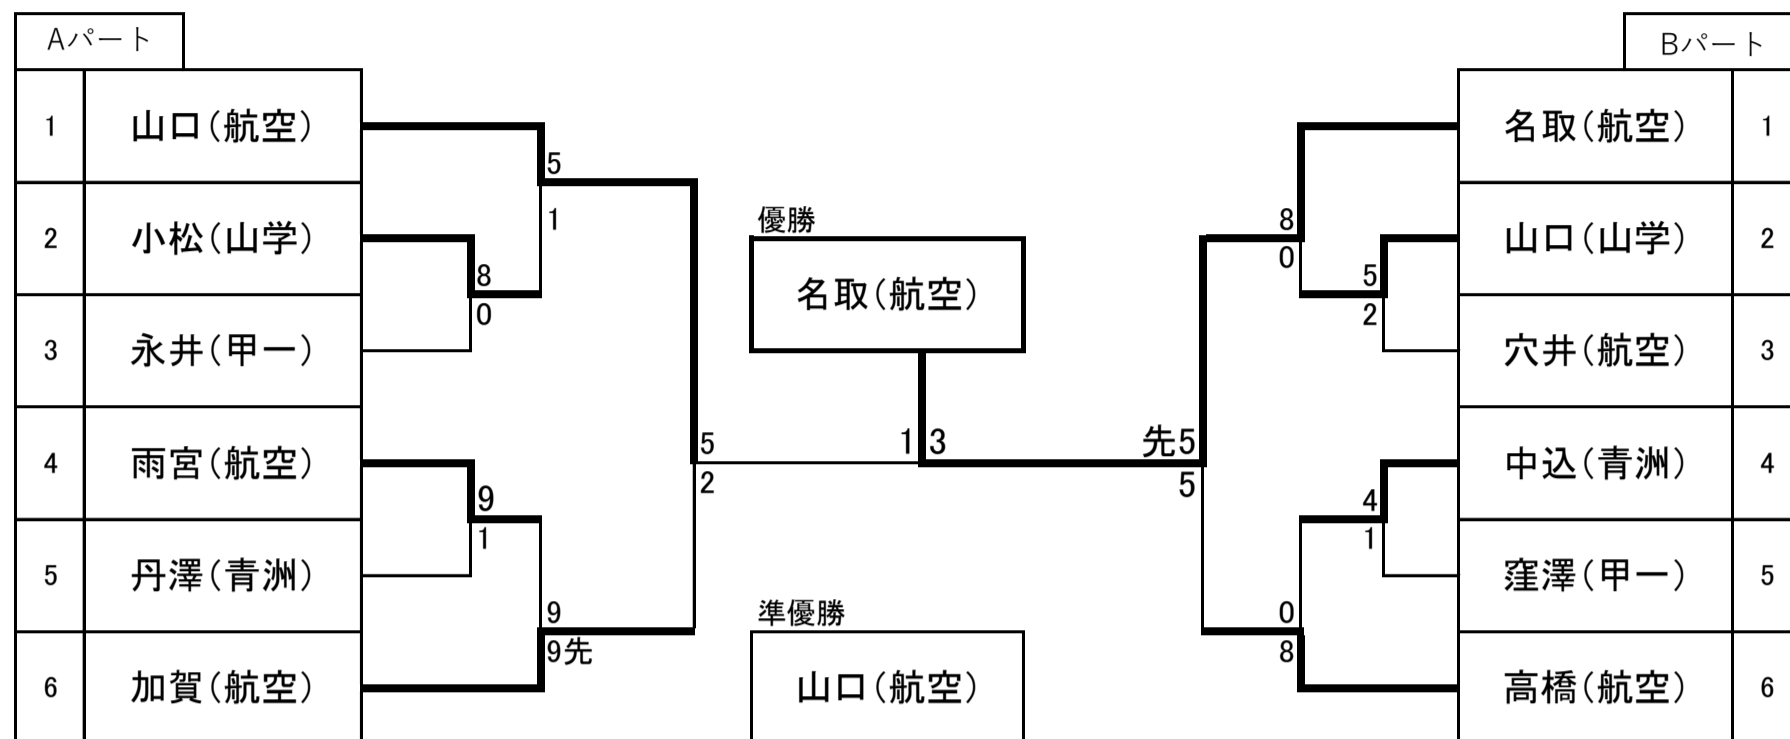 Aパート
Bパート
1 山口(航空)
名取(航空) 1
5
1
8
0
優勝
名取(航空)
2 小松(山学)
山口(山学) 2
8
0
5
2
3 永井(甲一)
穴井(航空) 3
5
2
1 3
先5
5
4 雨宮(航空)
中込(青洲) 4
9
1
4
1
5 丹澤(青洲)
窪澤(甲一) 5
9
9先
準優勝
山口(航空)
0
8
6 加賀(航空)
高橋(航空) 6